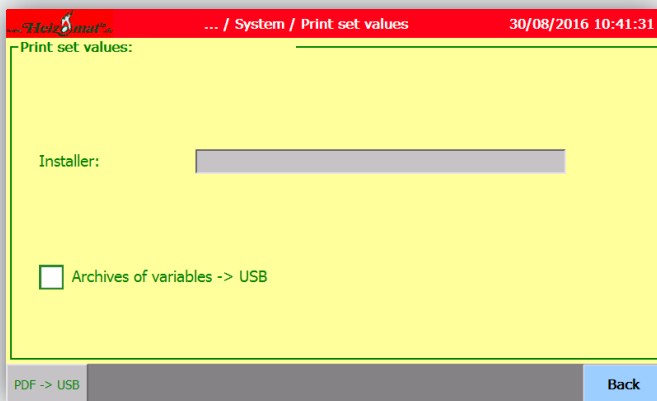 ...Heizomat...
... / System / Print set values
30/08/2016 10:41:31
Print set values:
Installer:
Archives of variables -> USB
PDF -> USB
Back